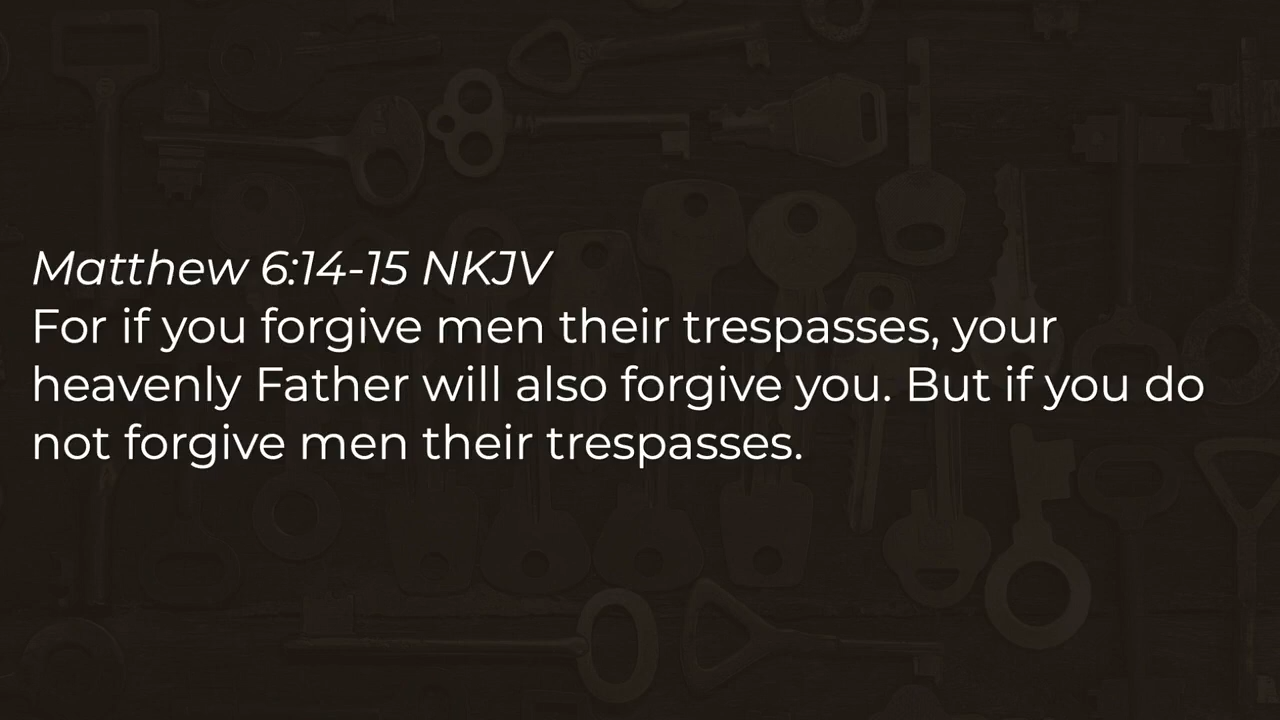 Matthew 6:14-15 NKJV
For if you forgive men their trespasses, your
heavenly Father will also forgive you. But if you do
not forgive men their trespasses.